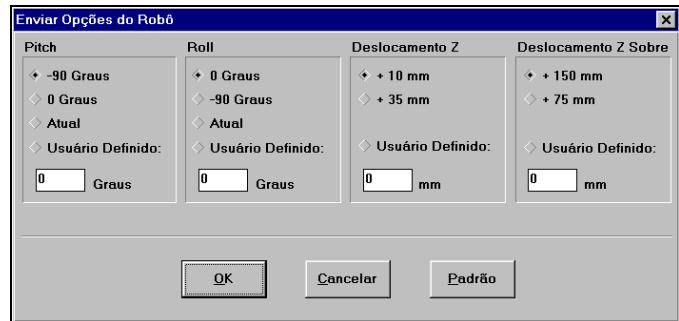 Enviar Opções do Robô
Pitch
-90 Graus
0 Graus
Atual
Usuário Definido:
0 Graus
Roll
0 Graus
-90 Graus
Atual
Usuário Definido:
0 Graus
Deslocamento Z
+ 10 mm
+ 35 mm
Usuário Definido:
0 mm
Deslocamento Z Sobre
+ 150 mm
+ 75 mm
Usuário Definido:
0 mm
OK
Cancelar
Padrão